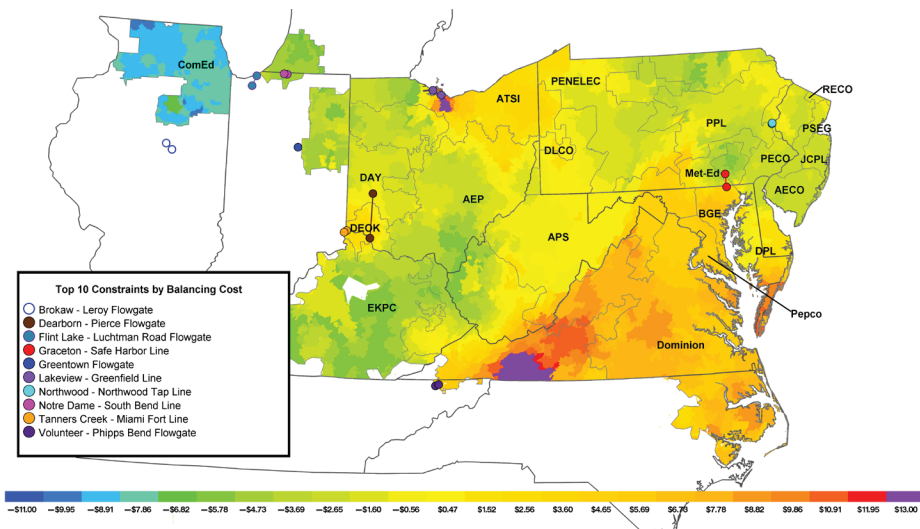 ComEd
PENELEC
ATSI
RECO
PPL
PSEG
DLCO
PECO
JCPL
DAY
Met-Ed
AEP
AECO
BGE
DEOK
APS
DPL
EKPC
Pepco
Dominion
Top 10 Constraints by Balancing Cost
Brokaw - Leroy Flowgate
Dearborn - Pierce Flowgate
Flint Lake - Luchtman Road Flowgate
Graceton - Safe Harbor Line
Greentown Flowgate
Lakeview - Greenfield Line
Northwood - Northwood Tap Line
Notre Dame - South Bend Line
Tanners Creek - Miami Fort Line
Volunteer - Phipps Bend Flowgate
–$11.00 –$9.95 –$8.91 –$7.86 –$6.82 –$5.78 –$4.73 –$3.69 –$2.65 –$1.60 –$0.56 $0.47 $1.52 $2.56 $3.60 $4.65 $5.69 $6.73 $7.78 $8.82 $9.86 $10.91 $11.95 $13.00